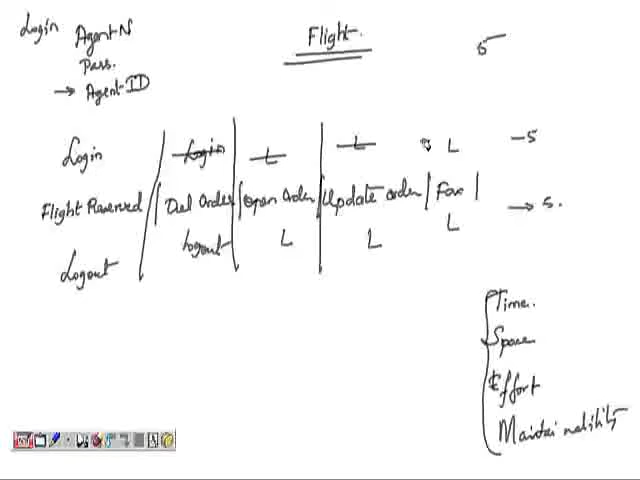 Login Agent N
Pass.
→ Agent ID
Flight
5
Login | Login | L | L L — 5
Flight Reserved | Del Order | Open Order | Update order | Fax | → 5.
Logout | Logout | L | L L
Time.
Space
Effort
Maintainability